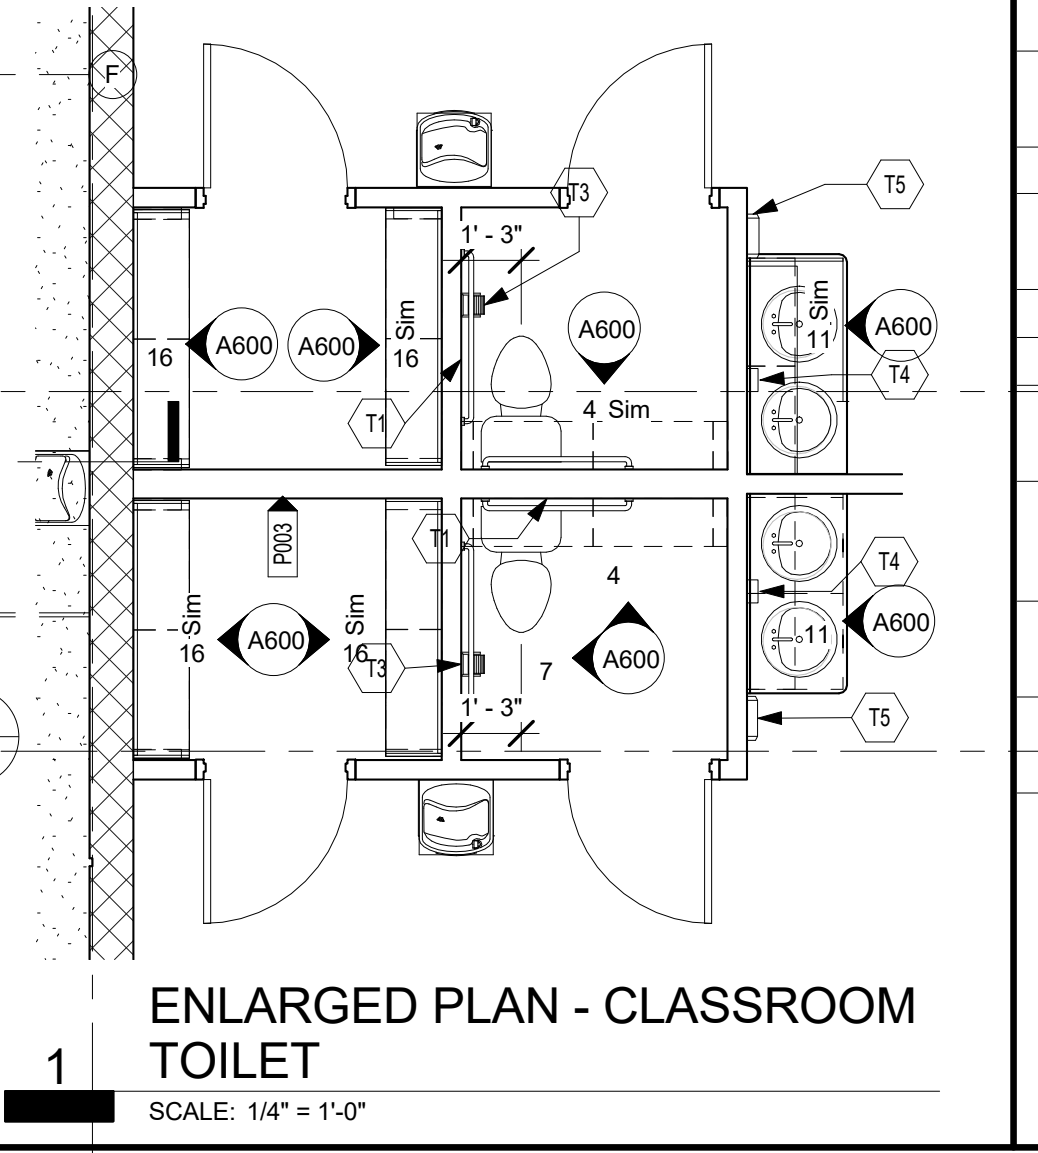 F
T3
T5
1' - 3"
Sim
16
A600
A600
Sim
16
A600
Sim
11
A600
T4
T1
4 Sim
P003
T1
T4
4
Sim
16
A600
Sim
16
T3
7
A600
11
A600
1' - 3"
T5
ENLARGED PLAN - CLASSROOM
TOILET
1
SCALE: 1/4" = 1'-0"